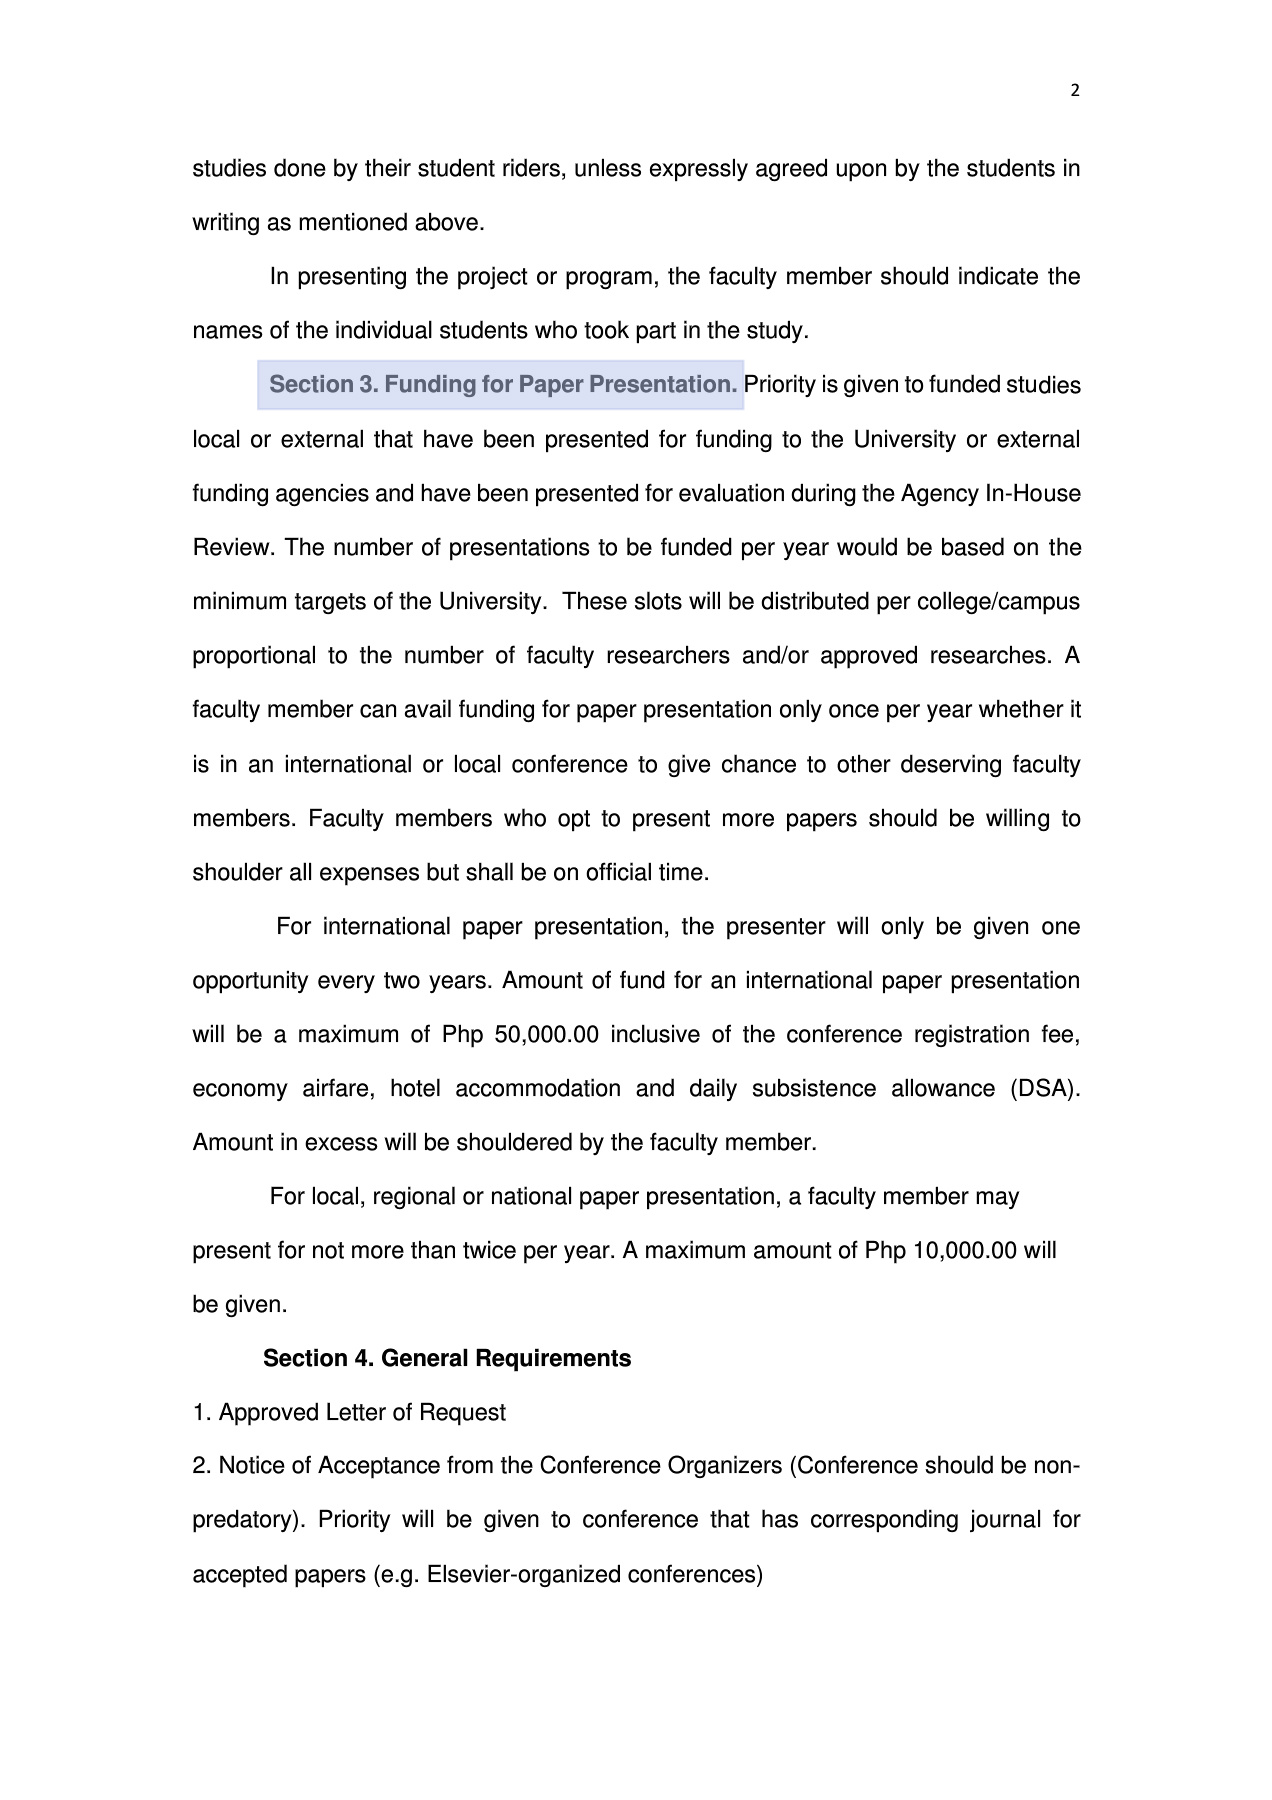 2
studies done by their student riders, unless expressly agreed upon by the students in
writing as mentioned above.
In presenting the project or program, the faculty member should indicate the
names of the individual students who took part in the study.
Section 3. Funding for Paper Presentation. Priority is given to funded studies
local or external that have been presented for funding to the University or external
funding agencies and have been presented for evaluation during the Agency In-House
Review. The number of presentations to be funded per year would be based on the
minimum targets of the University.  These slots will be distributed per college/campus
proportional to the number of faculty researchers and/or approved researches. A
faculty member can avail funding for paper presentation only once per year whether it
is in an international or local conference to give chance to other deserving faculty
members. Faculty members who opt to present more papers should be willing to
shoulder all expenses but shall be on official time.
For international paper presentation, the presenter will only be given one
opportunity every two years. Amount of fund for an international paper presentation
will be a maximum of Php 50,000.00 inclusive of the conference registration fee,
economy airfare, hotel accommodation and daily subsistence allowance (DSA).
Amount in excess will be shouldered by the faculty member.
For local, regional or national paper presentation, a faculty member may
present for not more than twice per year. A maximum amount of Php 10,000.00 will
be given.
Section 4. General Requirements
1. Approved Letter of Request
2. Notice of Acceptance from the Conference Organizers (Conference should be non-
predatory). Priority will be given to conference that has corresponding journal for
accepted papers (e.g. Elsevier-organized conferences)